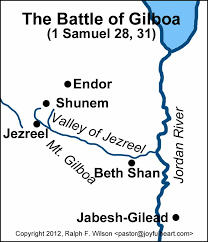 The Battle of Gilboa
(1 Samuel 28, 31)
Endor
Shunem
Valley of Jezreel
Jezreel
Mt. Gilboa
Beth Shan
Jordan River
Jabesh-Gilead
Copyright 2012, Ralph F. Wilson <pastor@joyfulheart.com>